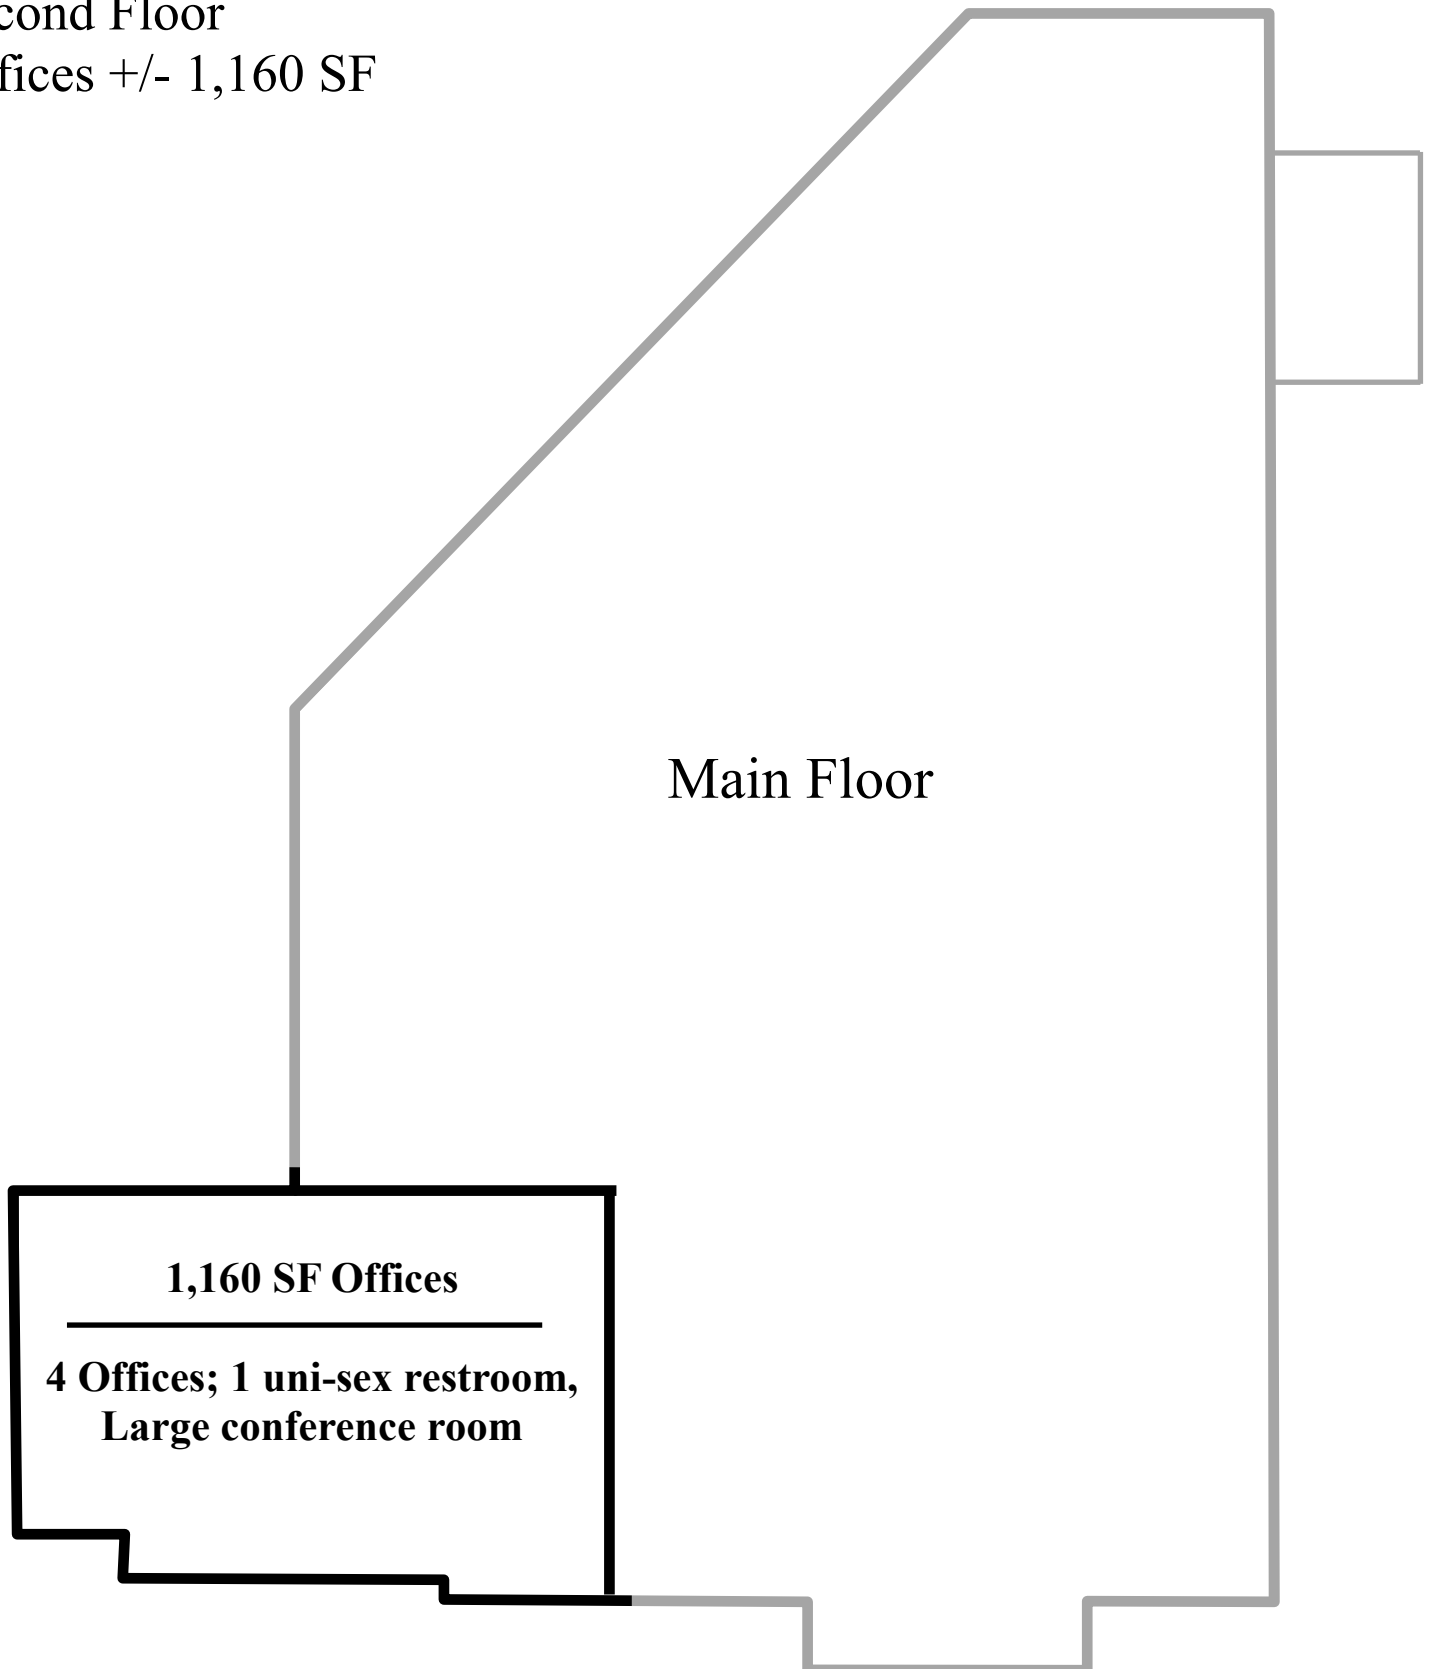 cond Floor
fices +/- 1,160 SF
Main Floor
1,160 SF Offices
4 Offices; 1 uni-sex restroom,
Large conference room